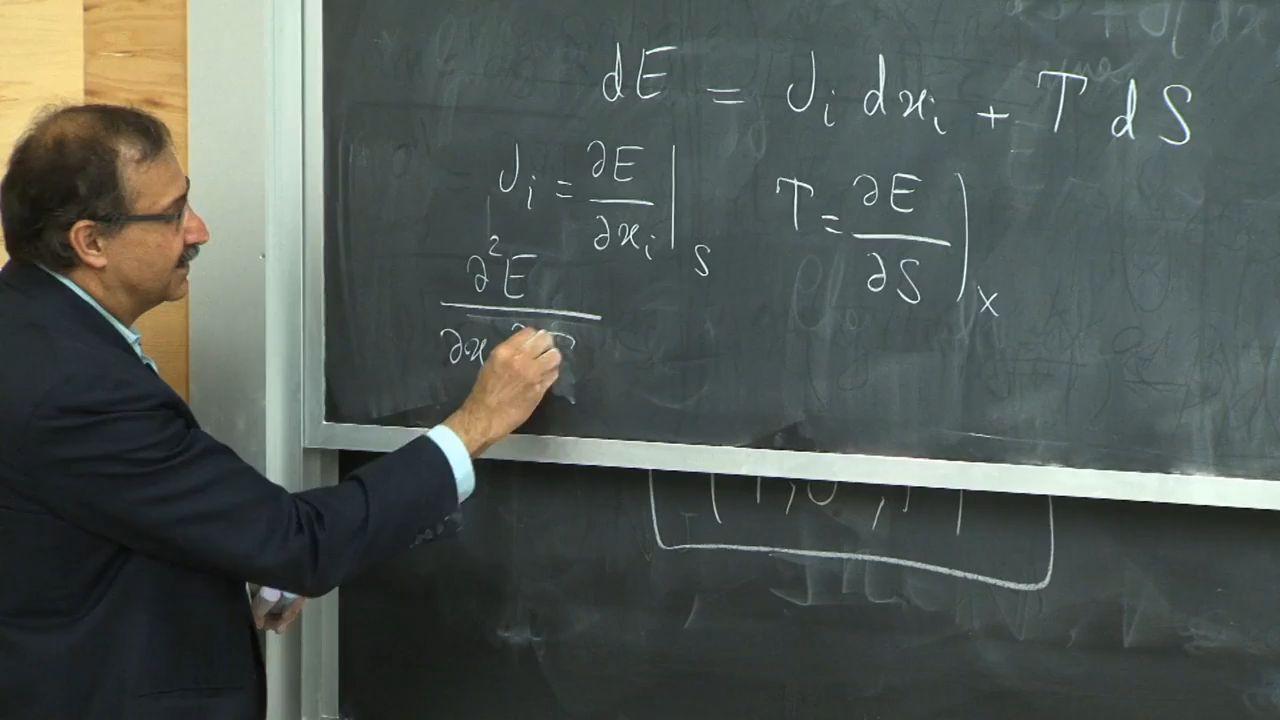 dE = J_i dx_i + T dS
J_i = ∂E/∂x_i |_S    T = ∂E/∂S )_x
∂²E
∂x